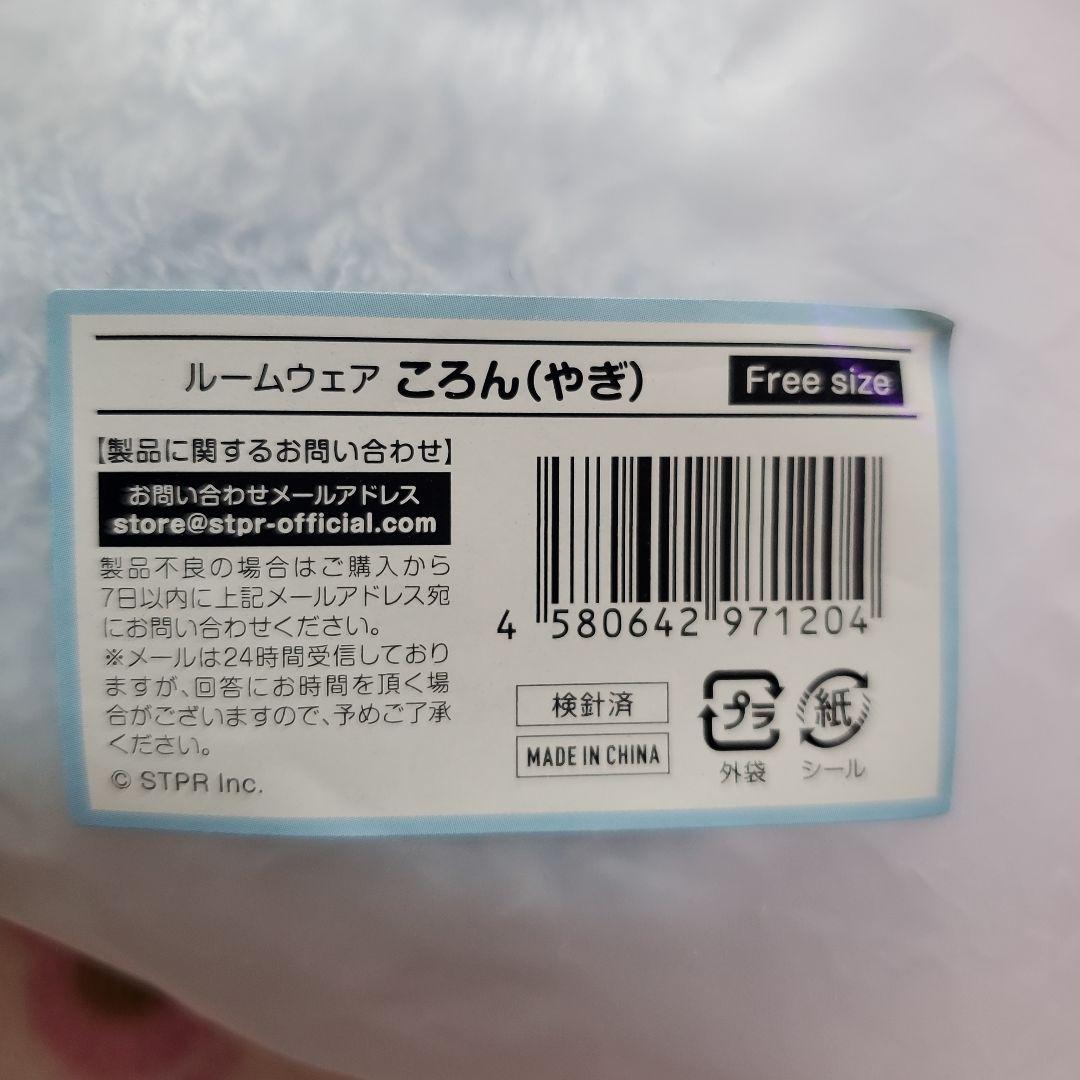 ルームウェア ころん(やぎ) Free size
【製品に関するお問い合わせ】
お問い合わせメールアドレス
store@stpr-official.com
製品不良の場合はご購入から
7日以内に上記メールアドレス宛
にお問い合わせください。
※メールは24時間受信しており
ますが、回答にお時間を頂く場
合がございますので、予めご了承
ください。
© STPR Inc.
4 580642 971204
検針済
MADE IN CHINA
プラ
外袋
紙
シール